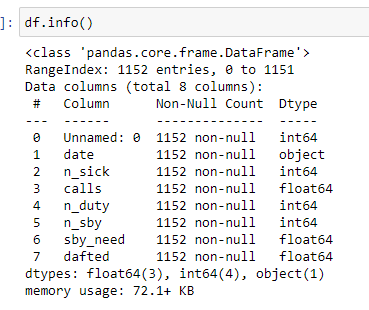 ]: df.info()
<class 'pandas.core.frame.DataFrame'>
RangeIndex: 1152 entries, 0 to 1151
Data columns (total 8 columns):
 #   Column      Non-Null Count  Dtype
---  ------      --------------  -----
 0   Unnamed: 0  1152 non-null   int64
 1   date        1152 non-null   object
 2   n_sick      1152 non-null   int64
 3   calls       1152 non-null   float64
 4   n_duty      1152 non-null   int64
 5   n_sby       1152 non-null   int64
 6   sby_need    1152 non-null   float64
 7   dafted      1152 non-null   float64
dtypes: float64(3), int64(4), object(1)
memory usage: 72.1+ KB